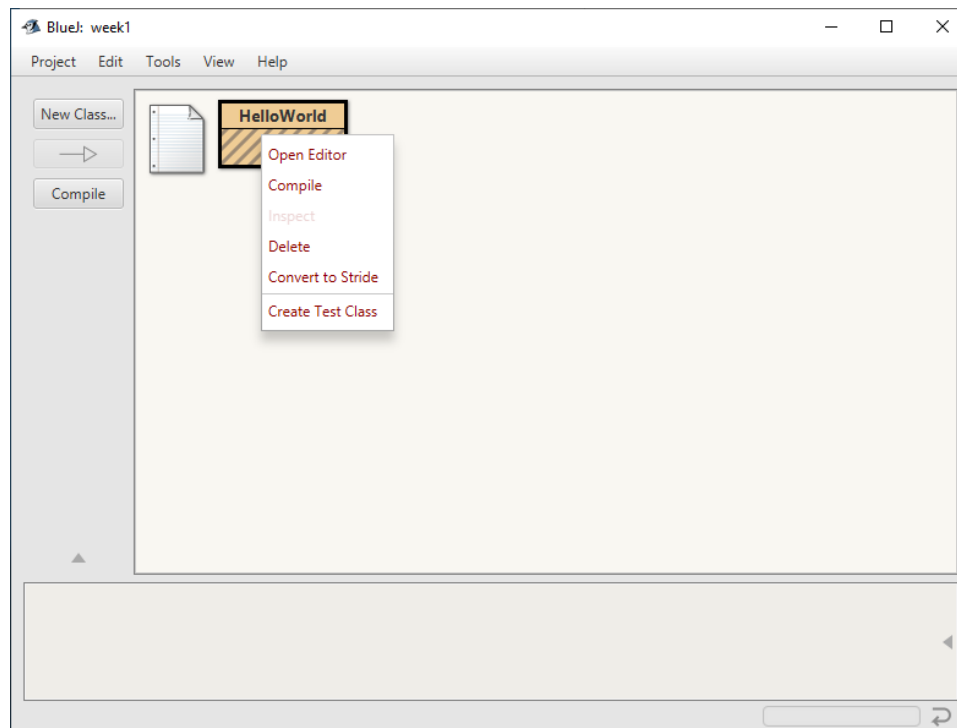 BlueJ: week1
Project Edit Tools View Help
New Class...
Compile
HelloWorld
Open Editor
Compile
Inspect
Delete
Convert to Stride
Create Test Class